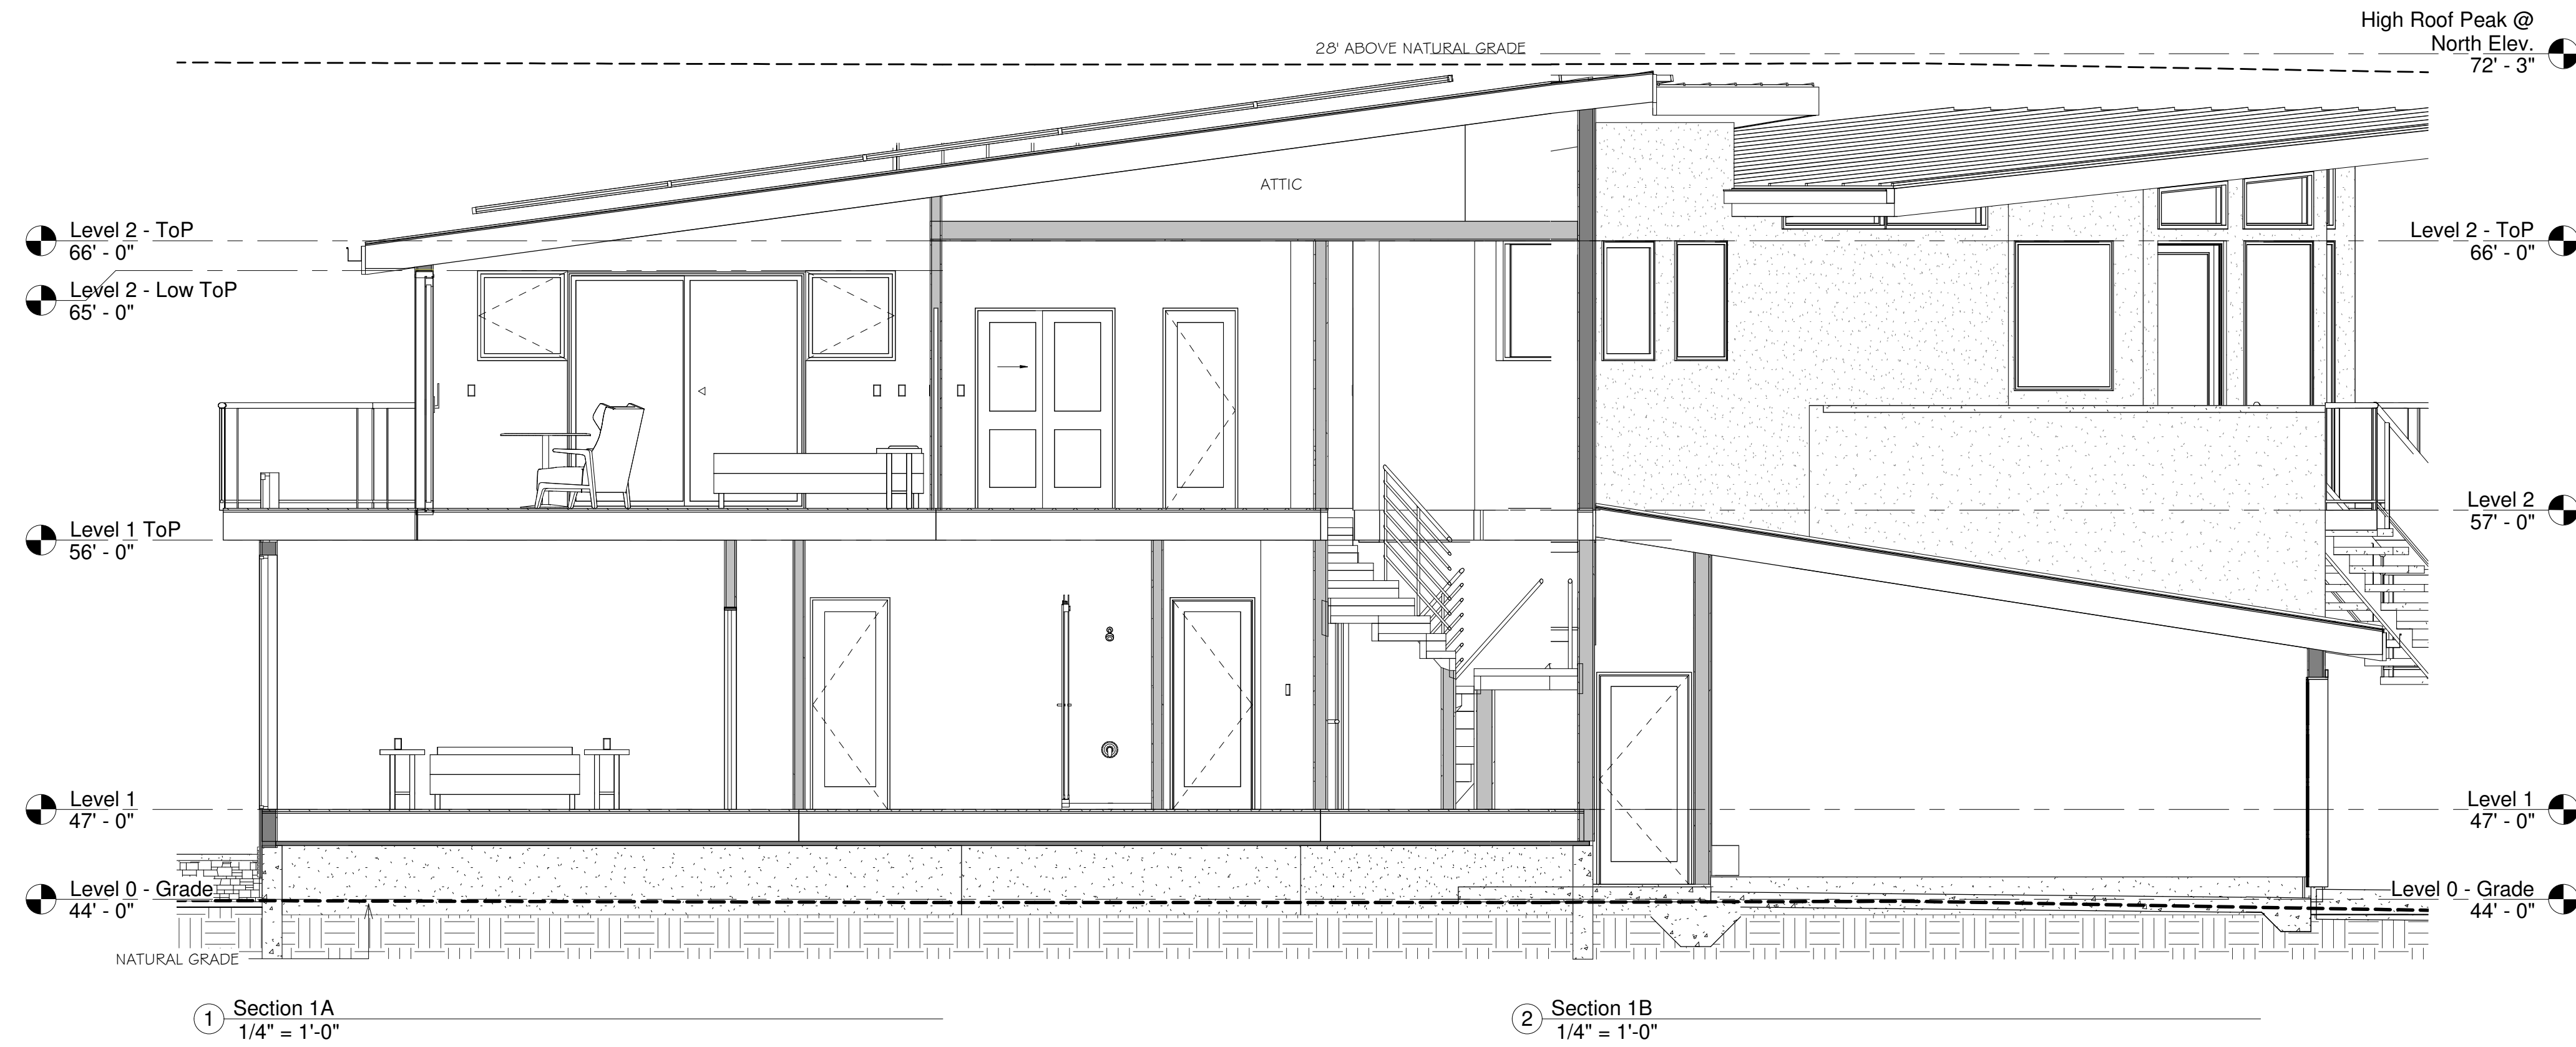 High Roof Peak @
North Elev.
72' - 3"
28' ABOVE NATURAL GRADE
ATTIC
Level 2 - ToP
66' - 0"
Level 2 - Low ToP
65' - 0"
Level 1 ToP
56' - 0"
Level 1
47' - 0"
Level 0 - Grade
44' - 0"
NATURAL GRADE
Level 2 - ToP
66' - 0"
Level 2
57' - 0"
Level 1
47' - 0"
Level 0 - Grade
44' - 0"
1
Section 1A
1/4" = 1'-0"
2
Section 1B
1/4" = 1'-0"